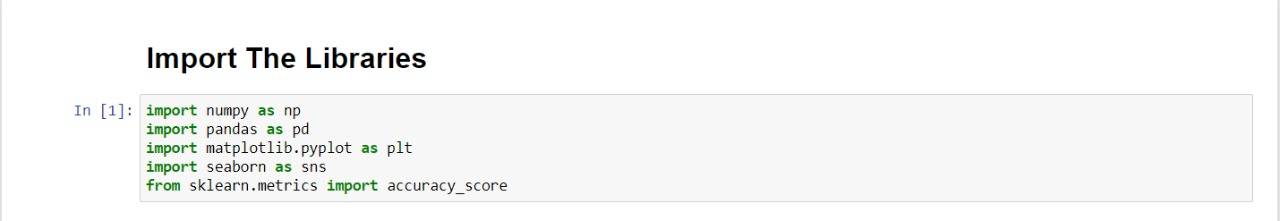 Import The Libraries
In [1]: import numpy as np
import pandas as pd
import matplotlib.pyplot as plt
import seaborn as sns
from sklearn.metrics import accuracy_score